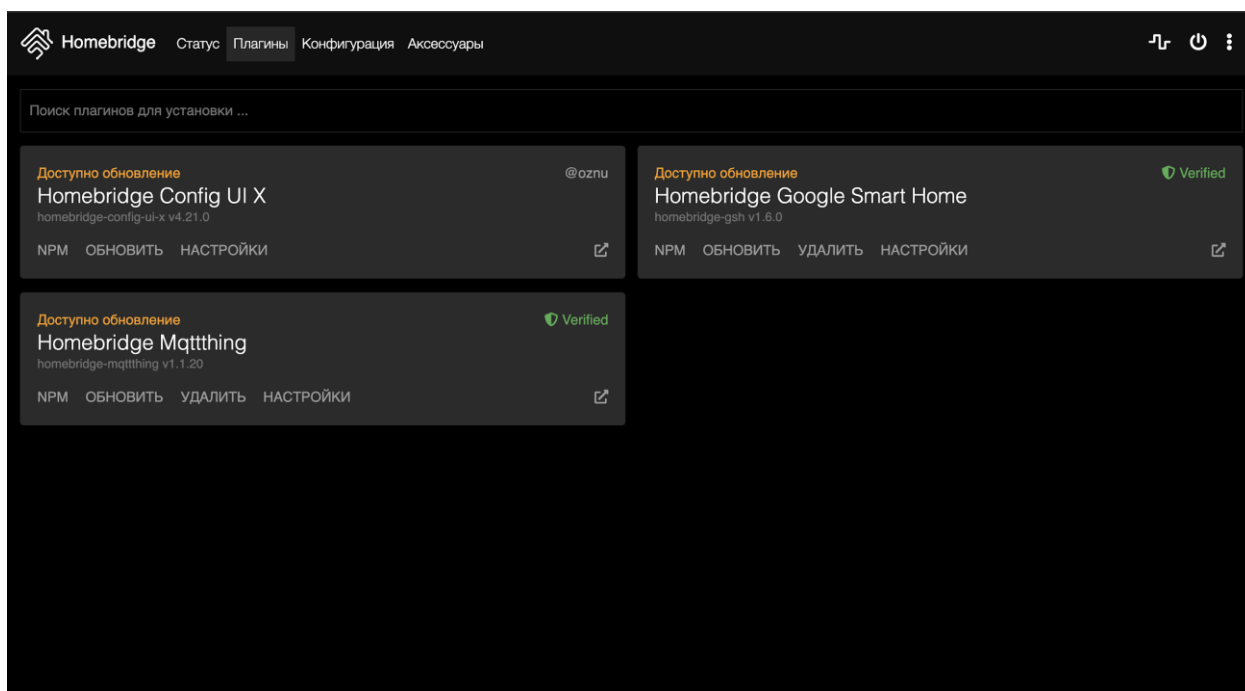 Homebridge Статус Плагины Конфигурация Аксессуары
Поиск плагинов для установки ...
Доступно обновление @oznu
Homebridge Config UI X
homebridge-config-ui-x v4.21.0
NPM ОБНОВИТЬ НАСТРОЙКИ
Доступно обновление Verified
Homebridge Google Smart Home
homebridge-gsh v1.6.0
NPM ОБНОВИТЬ УДАЛИТЬ НАСТРОЙКИ
Доступно обновление Verified
Homebridge Mqttthing
homebridge-mqttthing v1.1.20
NPM ОБНОВИТЬ УДАЛИТЬ НАСТРОЙКИ